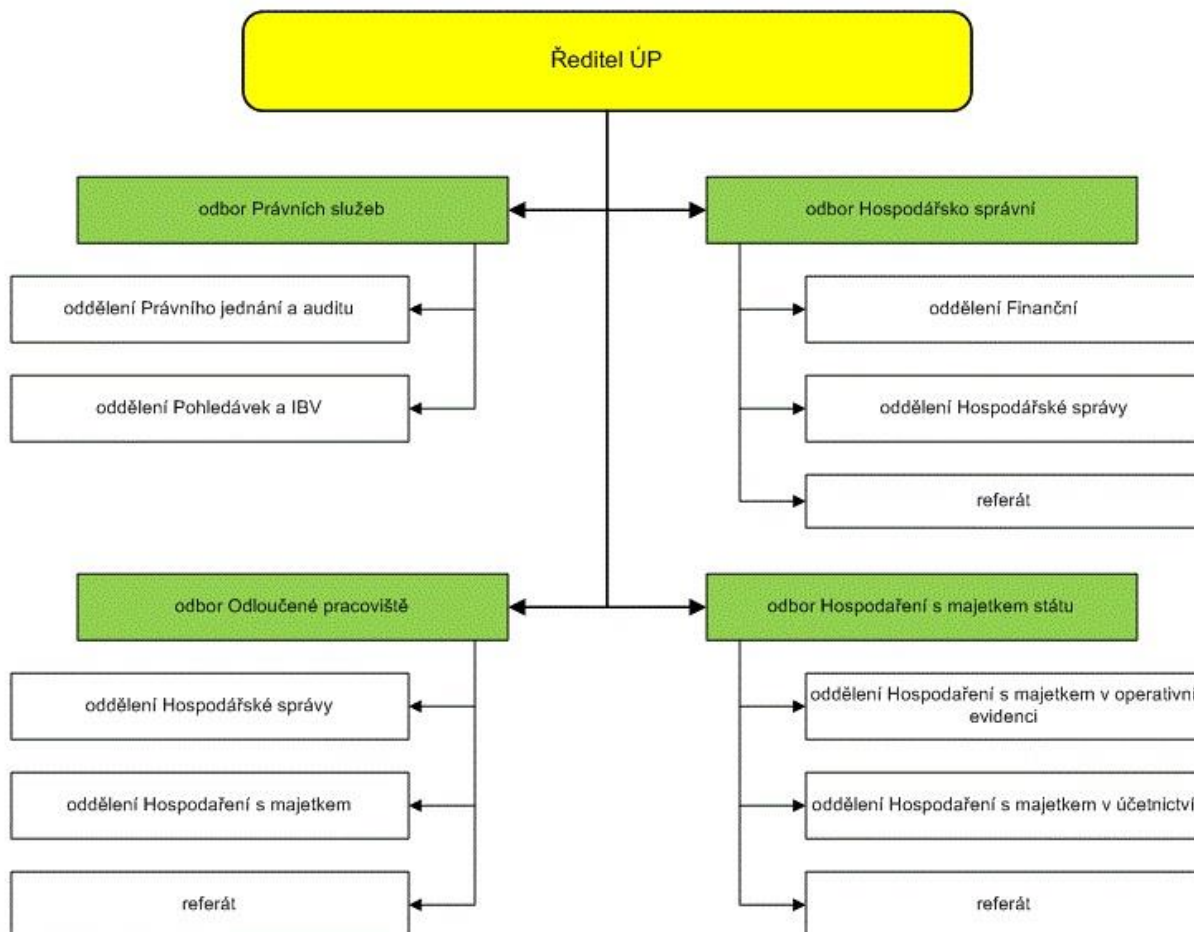 Ředitel ÚP
odbor Právních služeb
oddělení Právního jednání a auditu
oddělení Pohledávek a IBV
odbor Hospodářsko správní
oddělení Finanční
oddělení Hospodářské správy
referát
odbor Odloučené pracoviště
oddělení Hospodářské správy
oddělení Hospodaření s majetkem
referát
odbor Hospodaření s majetkem státu
oddělení Hospodaření s majetkem v operativní
evidenci
oddělení Hospodaření s majetkem v účetnictví
referát